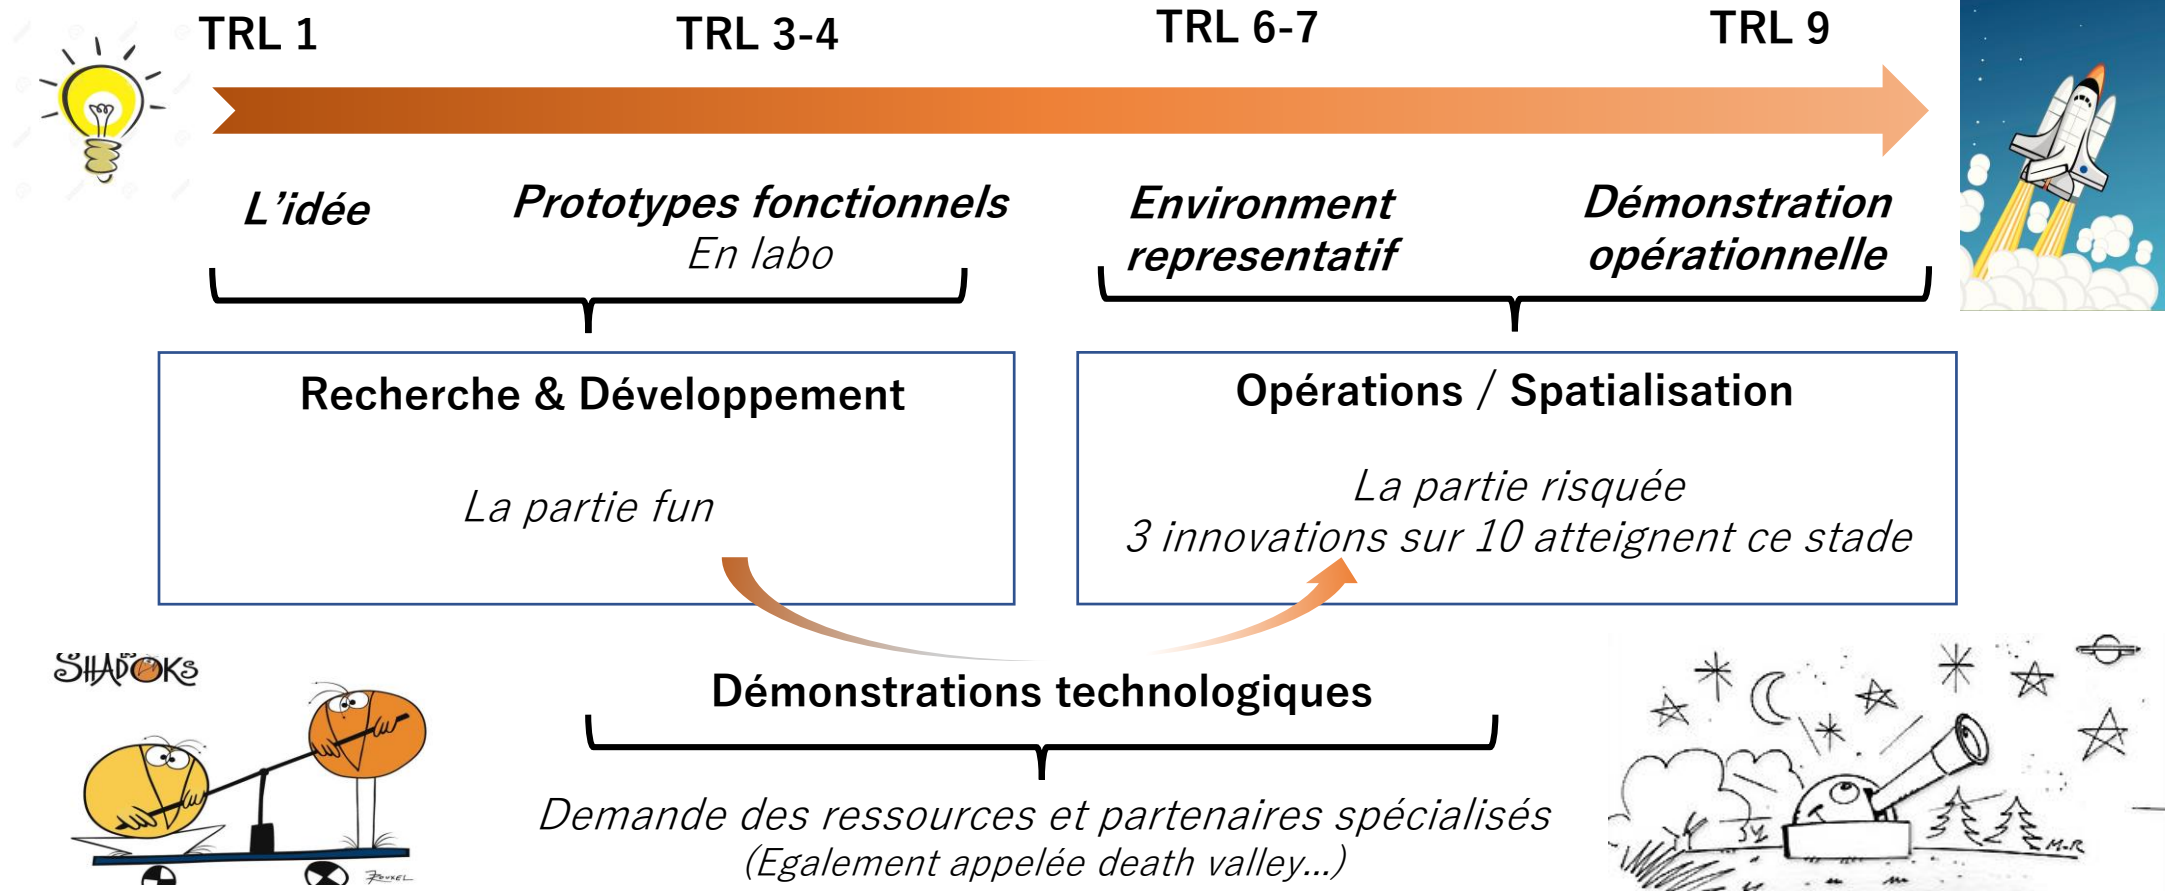 TRL 1
TRL 3-4
TRL 6-7
TRL 9
L'idée
Prototypes fonctionnels
En labo
Environment
representatif
Démonstration
opérationnelle
Recherche & Développement
La partie fun
Opérations / Spatialisation
La partie risquée
3 innovations sur 10 atteignent ce stade
SHADOKS
Démonstrations technologiques
Demande des ressources et partenaires spécialisés
(Egalement appelée death valley...)
ROUXEL
M.R